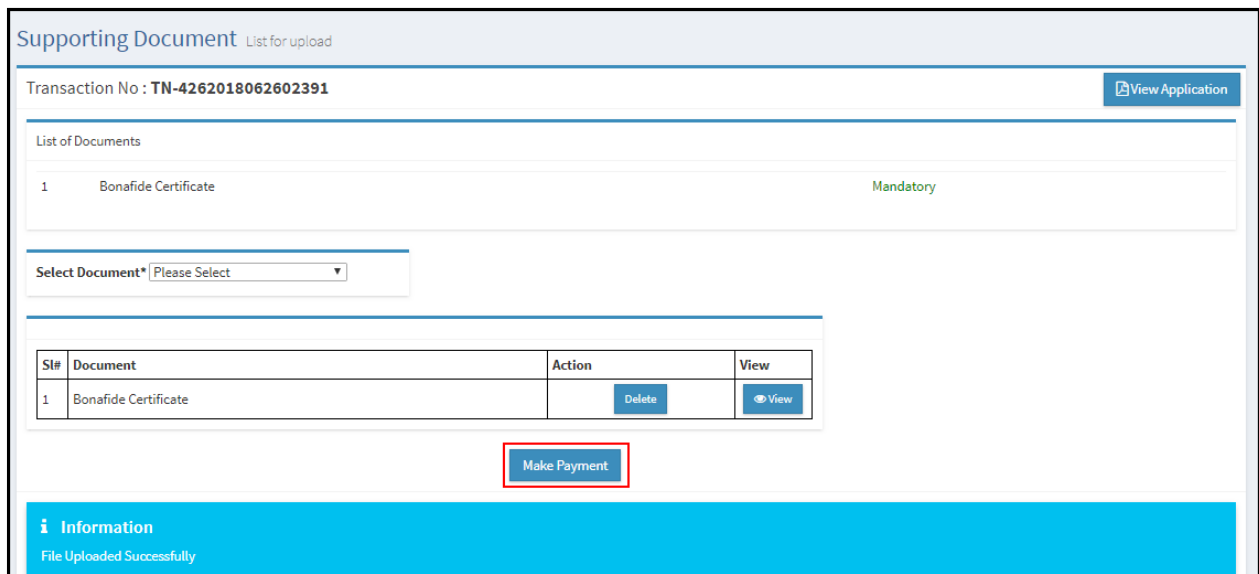 Supporting Document List for upload
Transaction No : TN-4262018062602391 View Application
List of Documents
1 Bonafide Certificate Mandatory
Select Document* Please Select
Sl# Document Action View
1 Bonafide Certificate Delete View
Make Payment
Information
File Uploaded Successfully